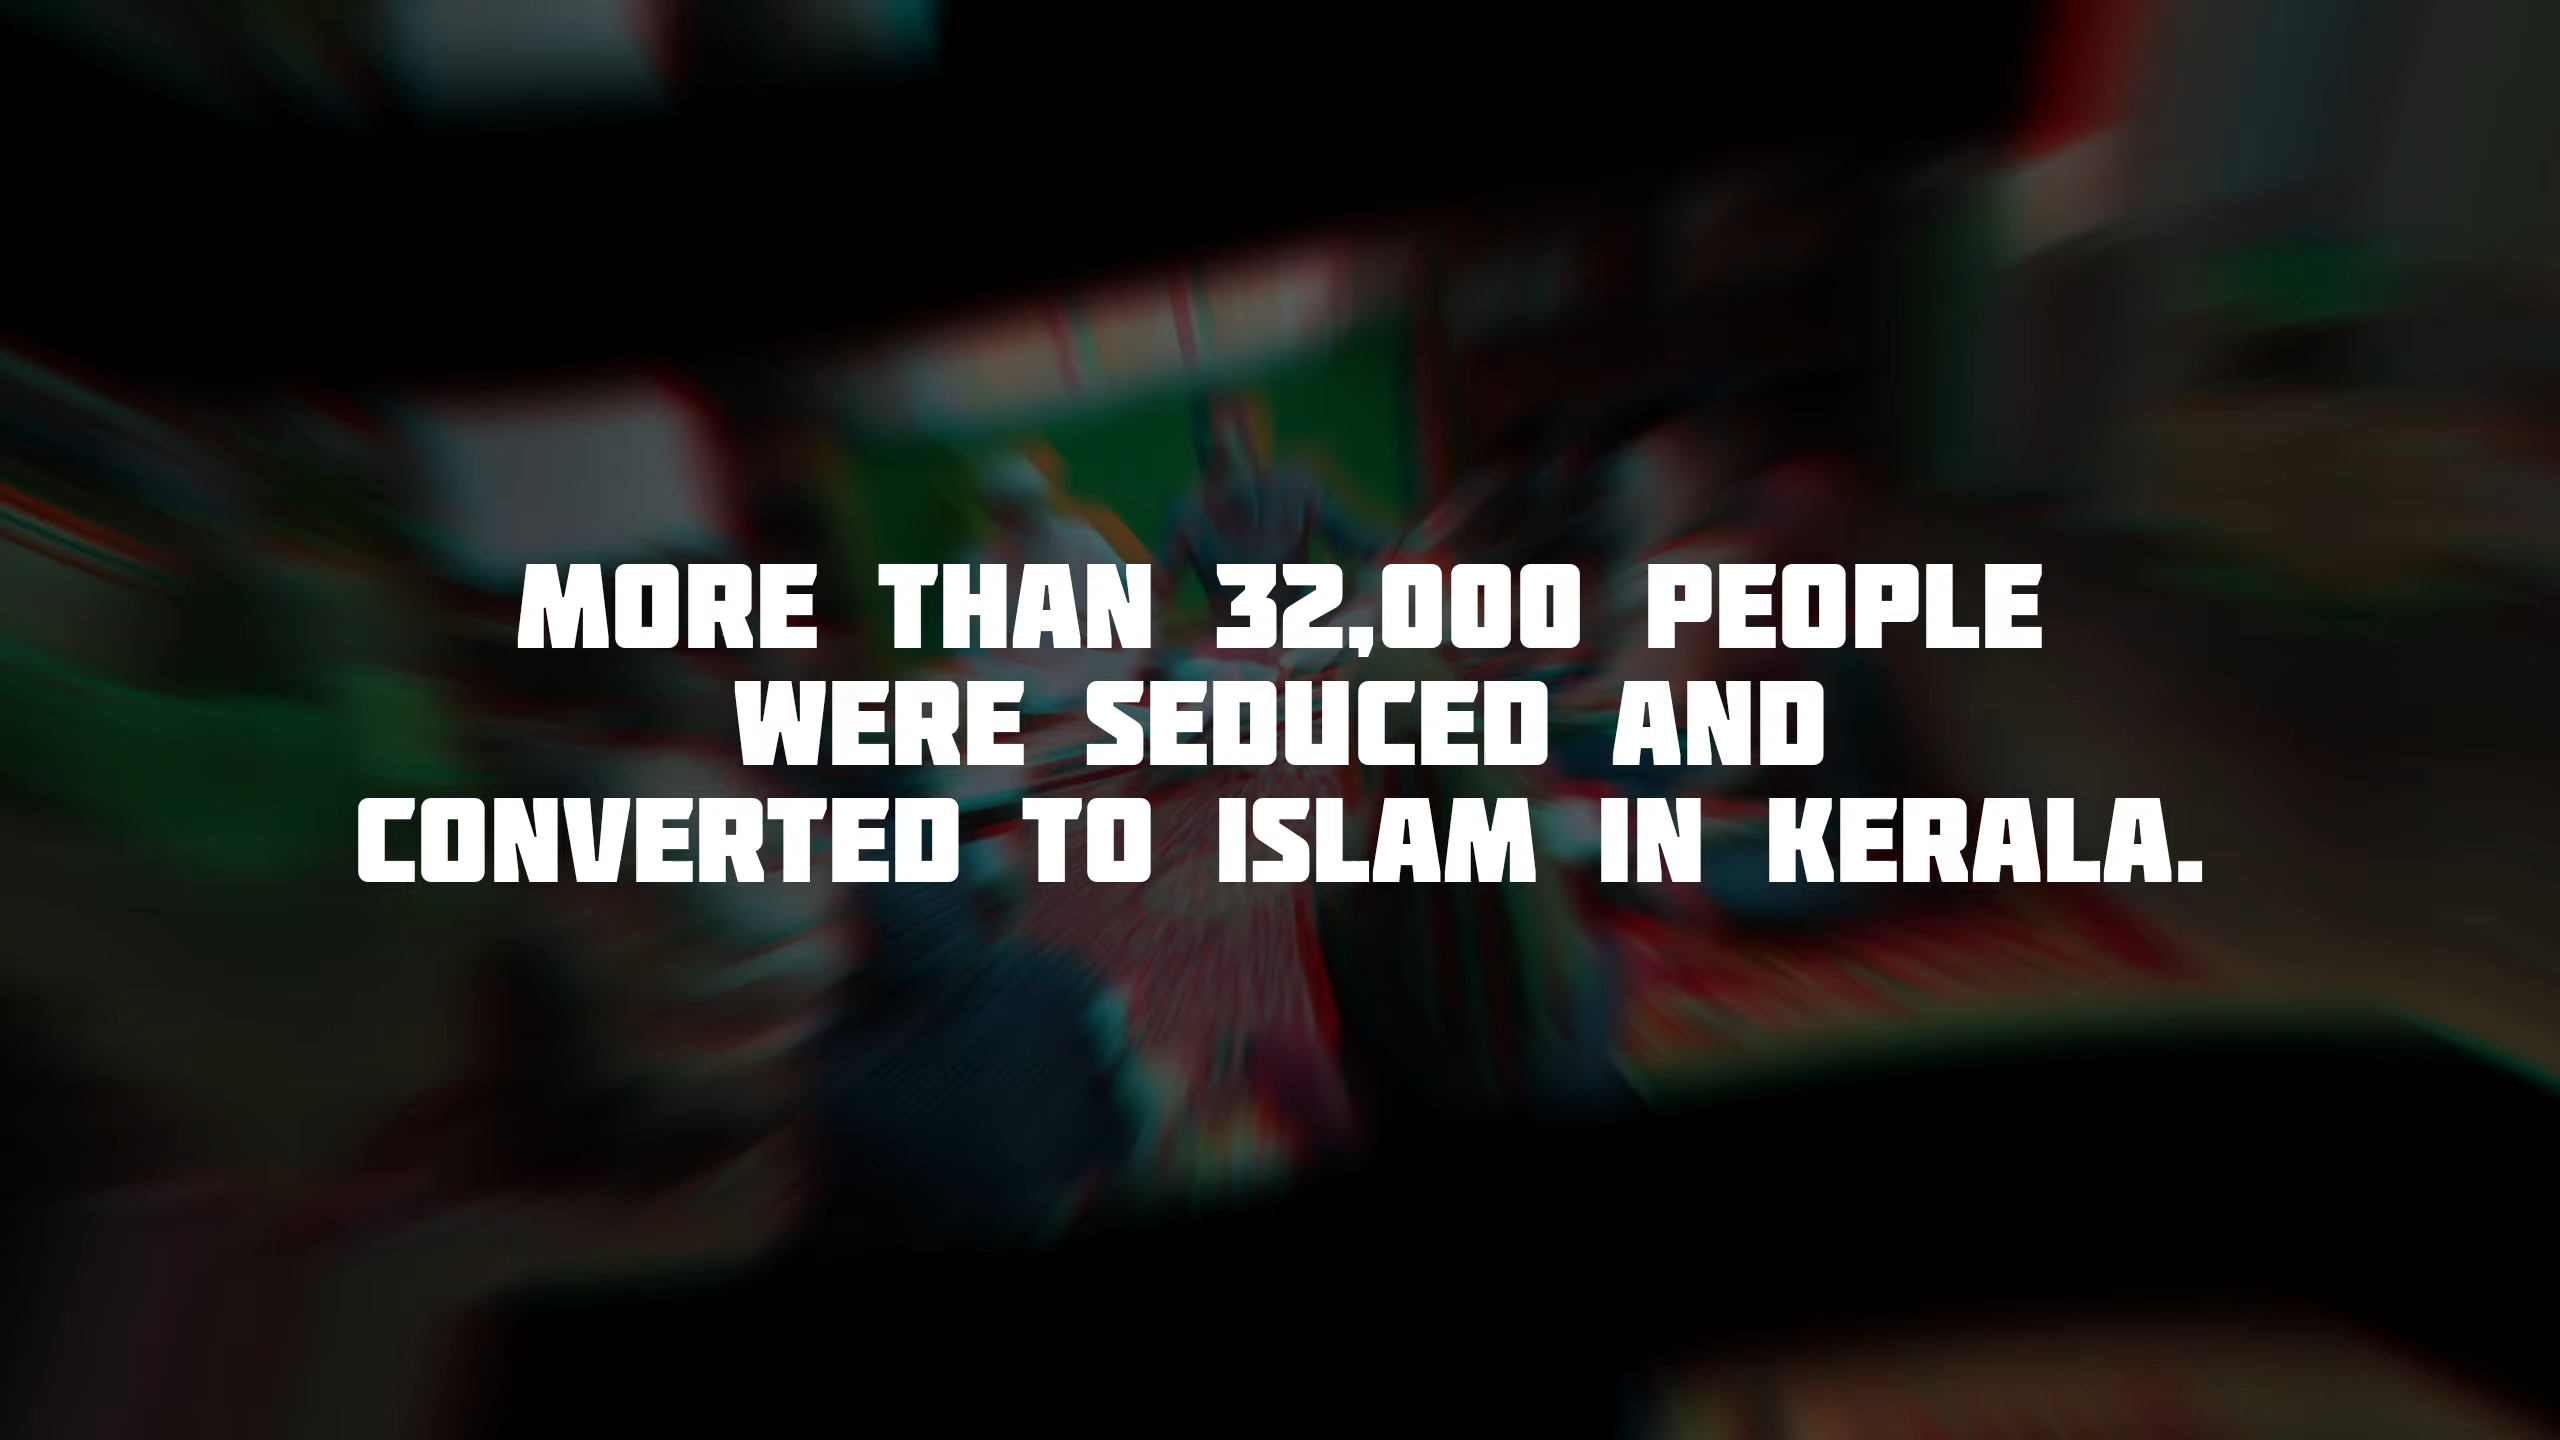 MORE THAN 32,000 PEOPLE
WERE SEDUCED AND
CONVERTED TO ISLAM IN KERALA.